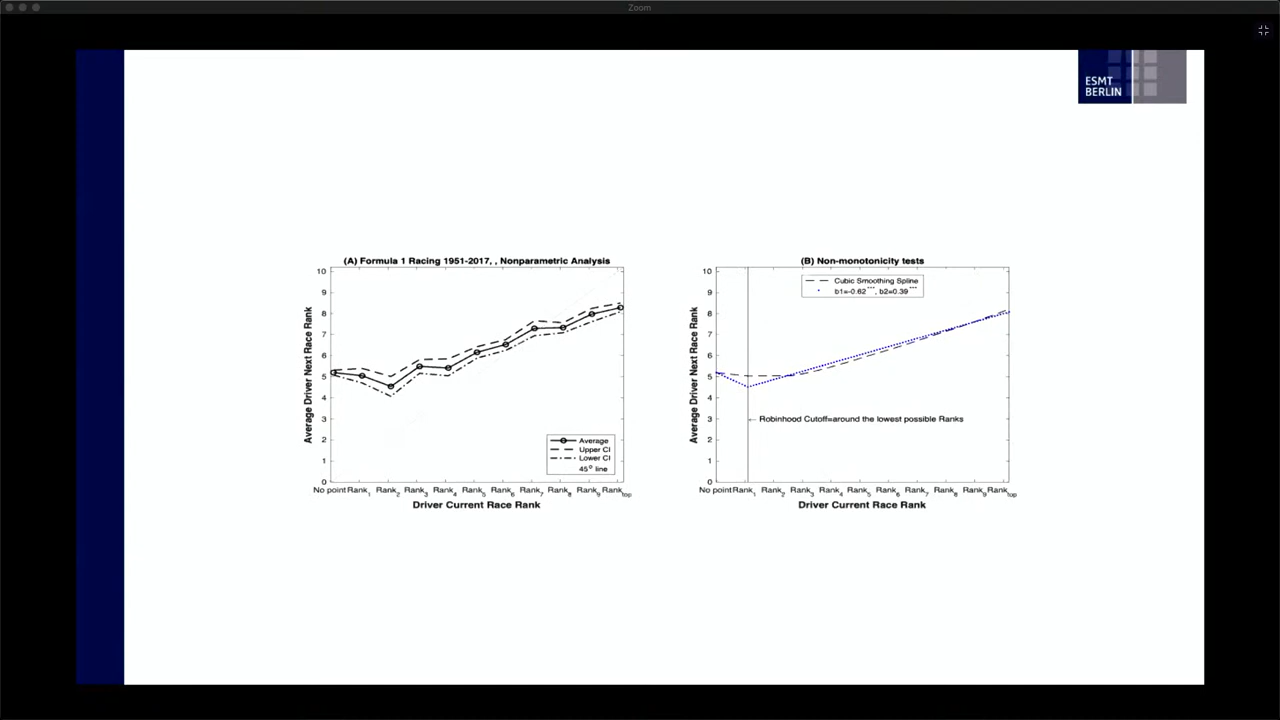 Zoom
ESMT
BERLIN
(A) Formula 1 Racing 1951-2017, , Nonparametric Analysis
10
9
8
7
6
5
4
3
2
1
0
Average Driver Next Race Rank
Average
Upper CI
Lower CI
45° line
No point Rank1 Rank2 Rank3 Rank4 Rank5 Rank6 Rank7 Rank8 Rank9 Ranktop
Driver Current Race Rank
(B) Non-monotonicity tests
10
9
8
7
6
5
4
3
2
1
0
Average Driver Next Race Rank
Cubic Smoothing Spline
b1=-0.62***, b2=0.39***
←Robinhood Cutoff=around the lowest possible Ranks
No point Rank1 Rank2 Rank3 Rank4 Rank5 Rank6 Rank7 Rank8 Rank9 Ranktop
Driver Current Race Rank